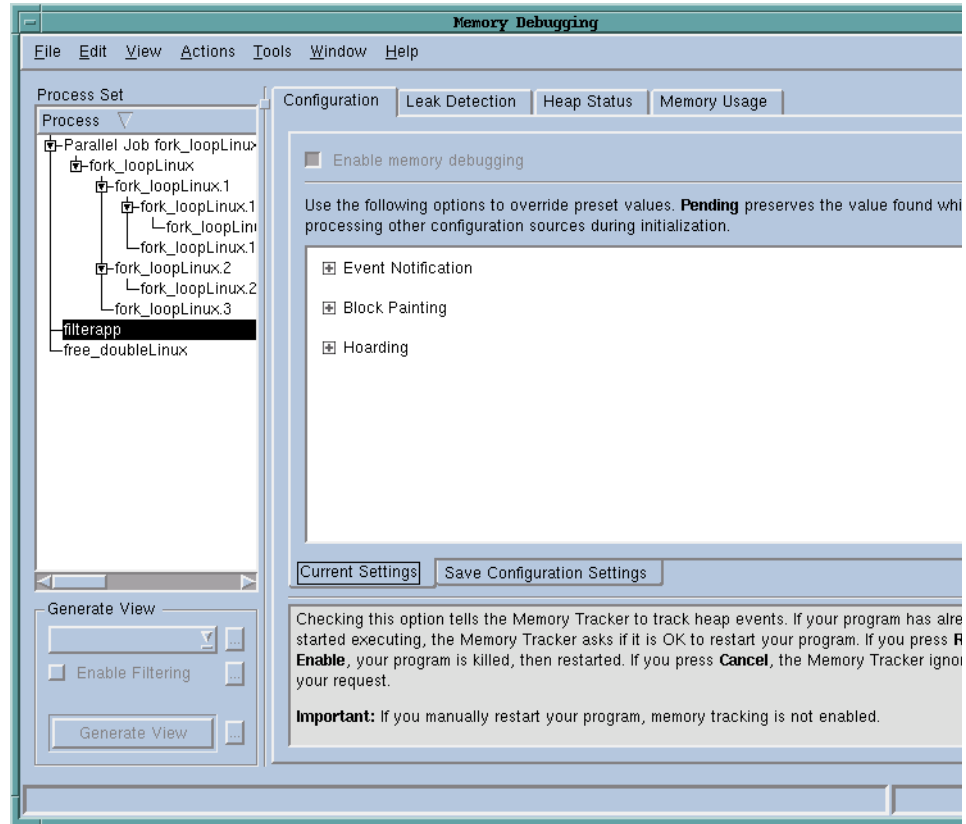 Memory Debugging
File Edit View Actions Tools Window Help
Process Set
Process
Parallel Job fork_loopLinux
fork_loopLinux
fork_loopLinux.1
fork_loopLinux.1
fork_loopLin
fork_loopLinux.1
fork_loopLinux.2
fork_loopLinux.2
fork_loopLinux.3
filterapp
free_doubleLinux
Generate View
...
Enable Filtering ...
Generate View ...
Configuration Leak Detection Heap Status Memory Usage
Enable memory debugging
Use the following options to override preset values. Pending preserves the value found whi
processing other configuration sources during initialization.
Event Notification
Block Painting
Hoarding
Current Settings Save Configuration Settings
Checking this option tells the Memory Tracker to track heap events. If your program has alre
started executing, the Memory Tracker asks if it is OK to restart your program. If you press R
Enable, your program is killed, then restarted. If you press Cancel, the Memory Tracker ignor
your request.
Important: If you manually restart your program, memory tracking is not enabled.